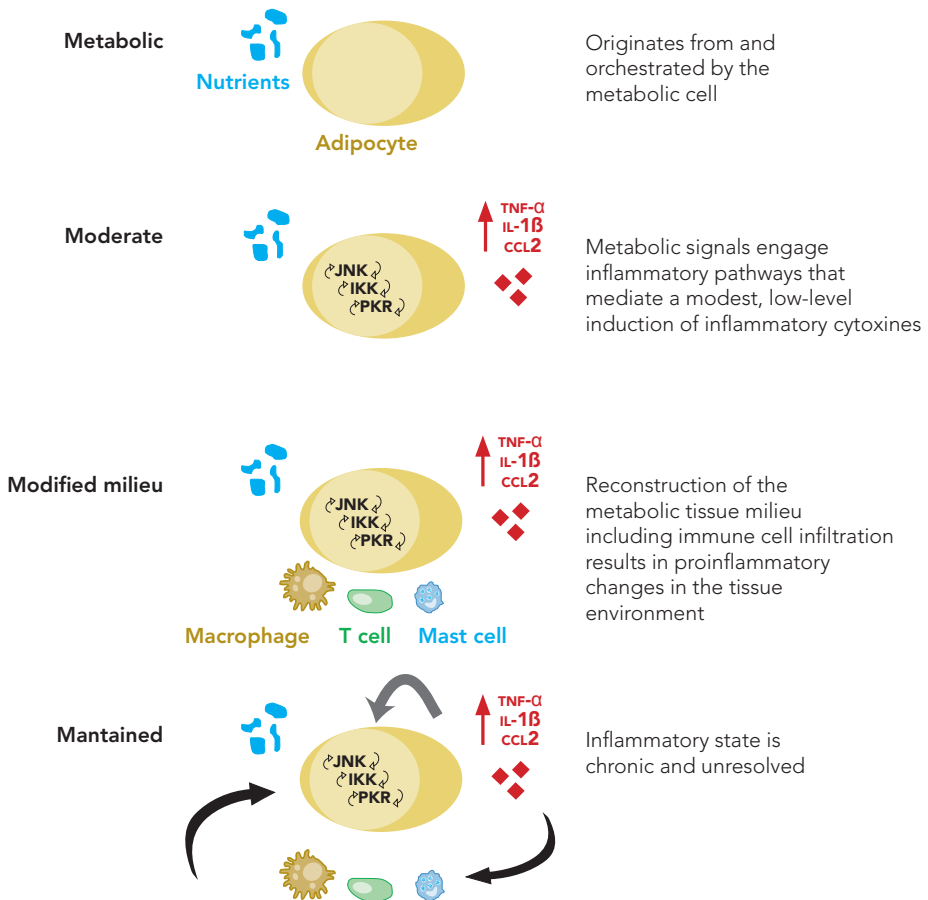 Metabolic
Nutrients
Adipocyte
Originates from and
orchestrated by the
metabolic cell
Moderate
JNK
IKK
PKR
TNF-α
IL-1ß
CCL2
Metabolic signals engage
inflammatory pathways that
mediate a modest, low-level
induction of inflammatory cytoxines
Modified milieu
JNK
IKK
PKR
TNF-α
IL-1ß
CCL2
Macrophage
T cell
Mast cell
Reconstruction of the
metabolic tissue milieu
including immune cell infiltration
results in proinflammatory
changes in the tissue
environment
Mantained
JNK
IKK
PKR
TNF-α
IL-1ß
CCL2
Inflammatory state is
chronic and unresolved